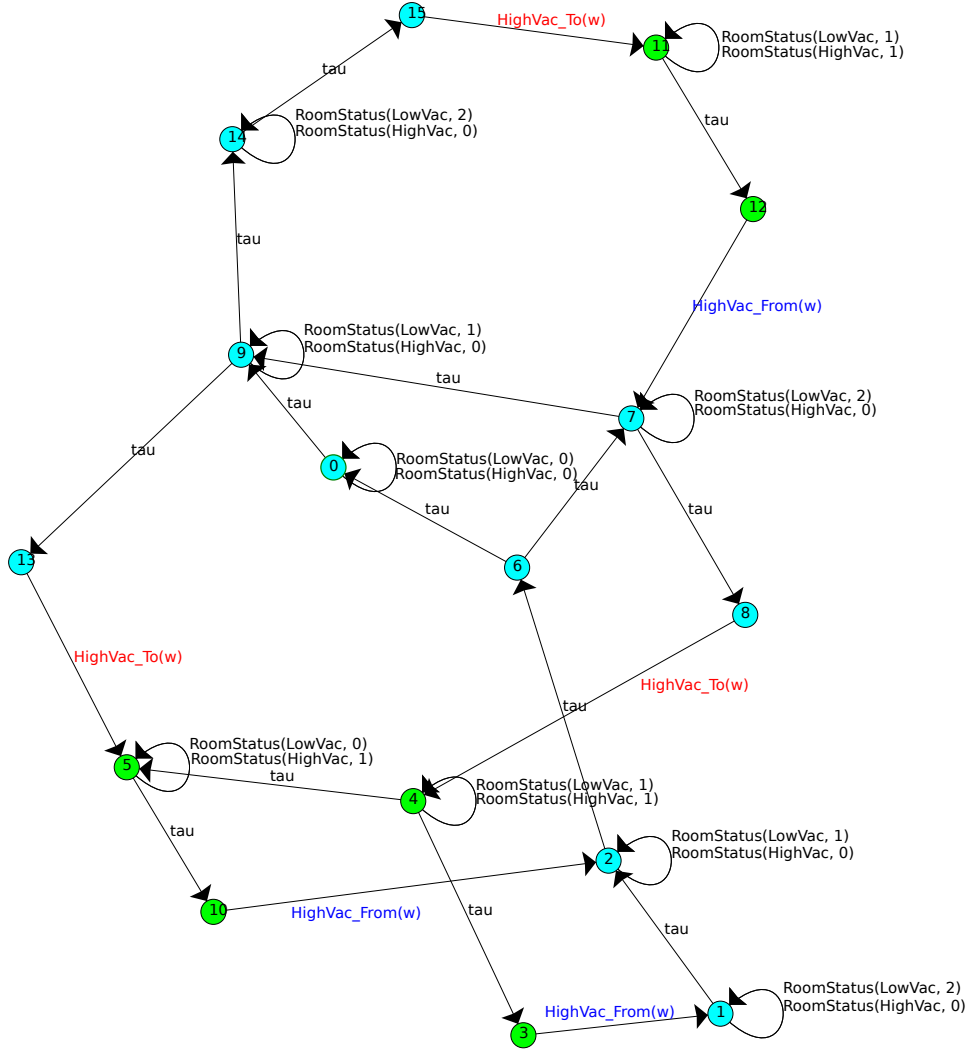 15
HighVac_To(w)
11
RoomStatus(LowVac, 1)
RoomStatus(HighVac, 1)
tau
RoomStatus(LowVac, 2)
RoomStatus(HighVac, 0)
14
tau
12
tau
HighVac_From(w)
RoomStatus(LowVac, 1)
RoomStatus(HighVac, 0)
9
tau
RoomStatus(LowVac, 2)
RoomStatus(HighVac, 0)
7
tau
tau
RoomStatus(LowVac, 0)
RoomStatus(HighVac, 0)
0
tau
tau
tau
13
6
8
HighVac_To(w)
HighVac_To(w)
tau
RoomStatus(LowVac, 0)
RoomStatus(HighVac, 1)
5
tau
RoomStatus(LowVac, 1)
RoomStatus(HighVac, 1)
4
tau
RoomStatus(LowVac, 1)
RoomStatus(HighVac, 0)
2
10
HighVac_From(w)
tau
tau
RoomStatus(LowVac, 2)
RoomStatus(HighVac, 0)
1
HighVac_From(w)
3